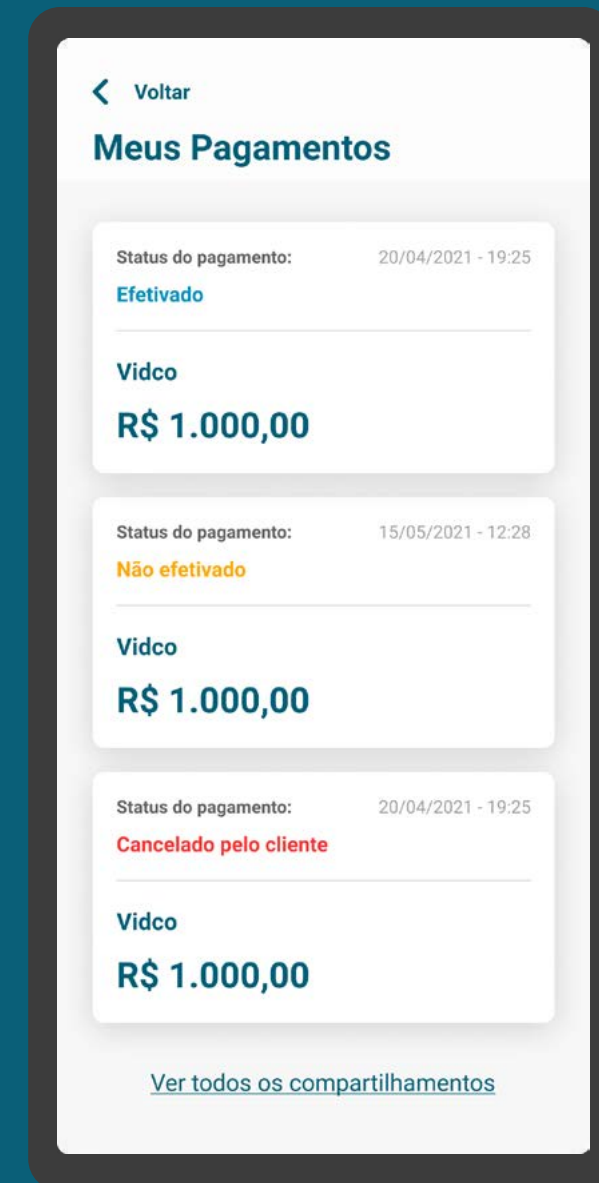 Voltar
Meus Pagamentos
Status do pagamento: 20/04/2021 - 19:25
Efetivado
Vidco
R$ 1.000,00
Status do pagamento: 15/05/2021 - 12:28
Não efetivado
Vidco
R$ 1.000,00
Status do pagamento: 20/04/2021 - 19:25
Cancelado pelo cliente
Vidco
R$ 1.000,00
Ver todos os compartilhamentos